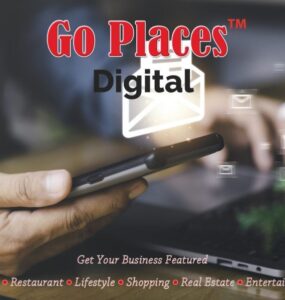 Go Places™
Digital
Get Your Business Featured
• Restaurant • Lifestyle • Shopping • Real Estate • Entertai